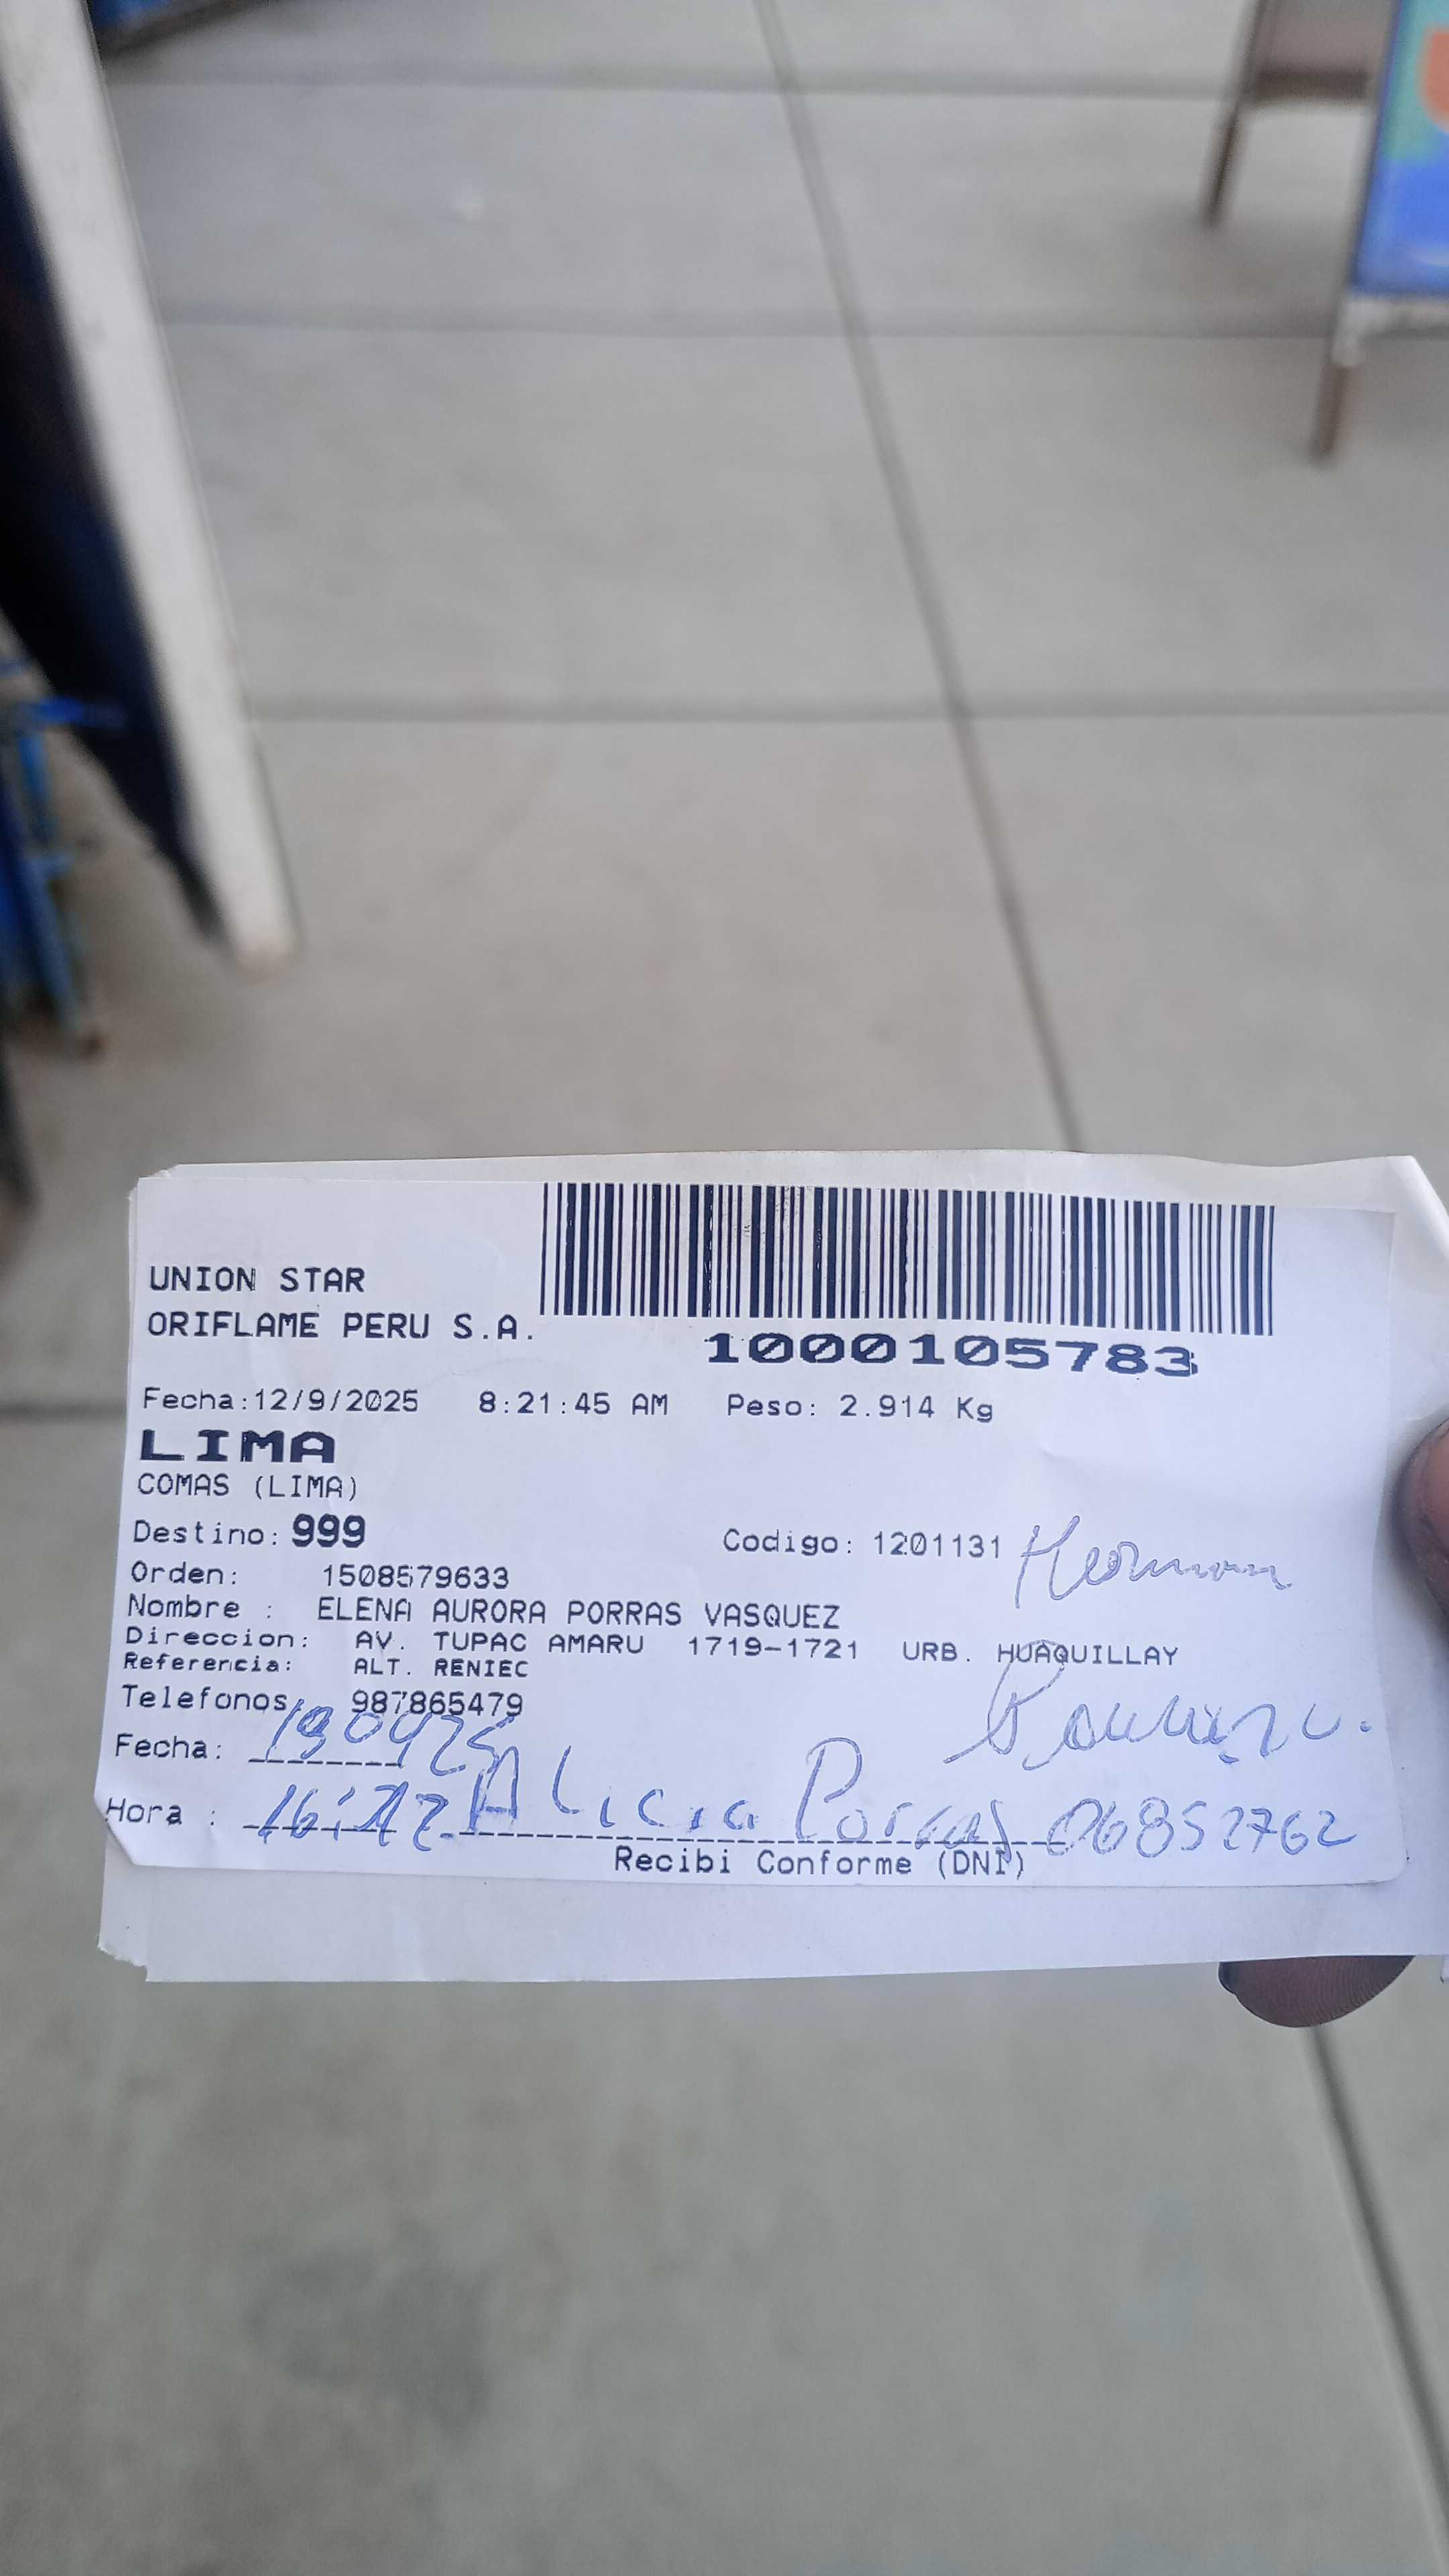 UNION STAR
ORIFLAME PERU S.A.
1000105783
Fecha:12/9/2025 8:21:45 AM Peso: 2.914 Kg
LIMA
COMAS (LIMA)
Destino: 999 Codigo: 1201131
Orden: 1508579633
Nombre : ELENA AURORA PORRAS VASQUEZ
Direccion: AV. TUPAC AMARU 1719-1721 URB. HUAQUILLAY
Referencia: ALT. RENIEC
Telefonos: 987865479
Fecha:
Hora : Alicia Porras 06852762
Recibi Conforme (DNI)